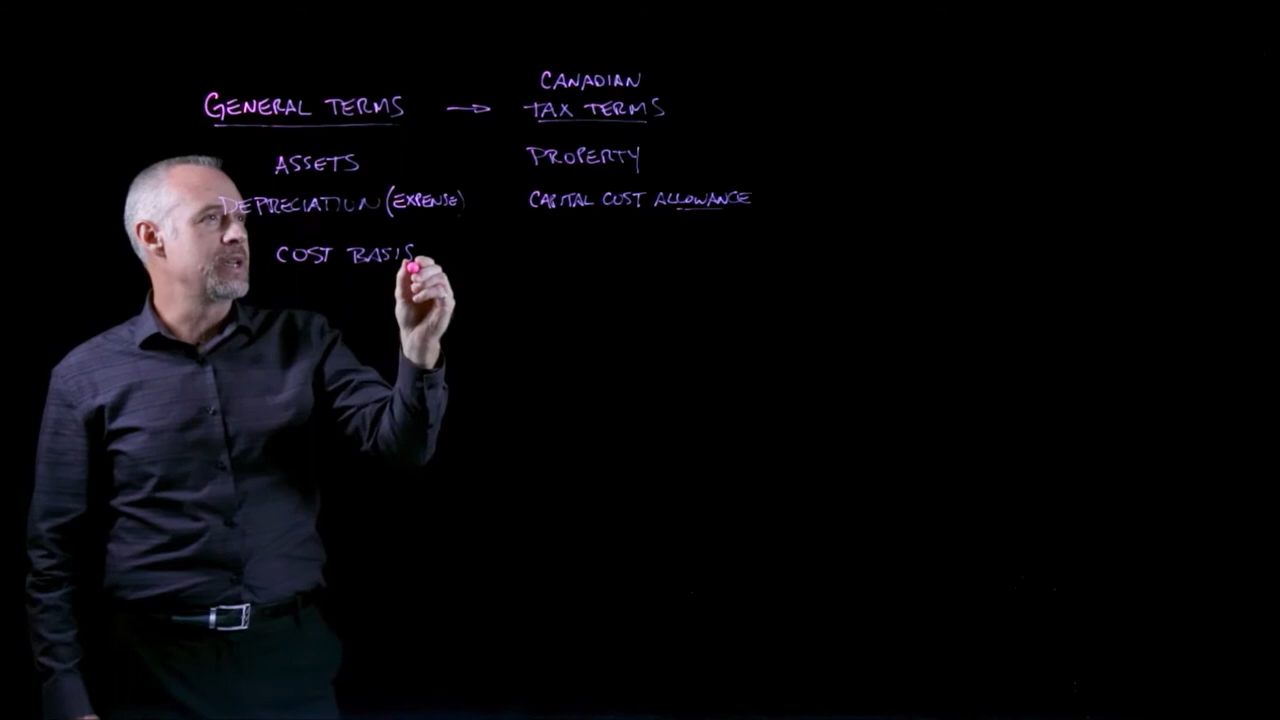 CANADIAN
GENERAL TERMS → TAX TERMS
ASSETS PROPERTY
DEPRECIATION (EXPENSE) CAPITAL COST ALLOWANCE
COST BASIS